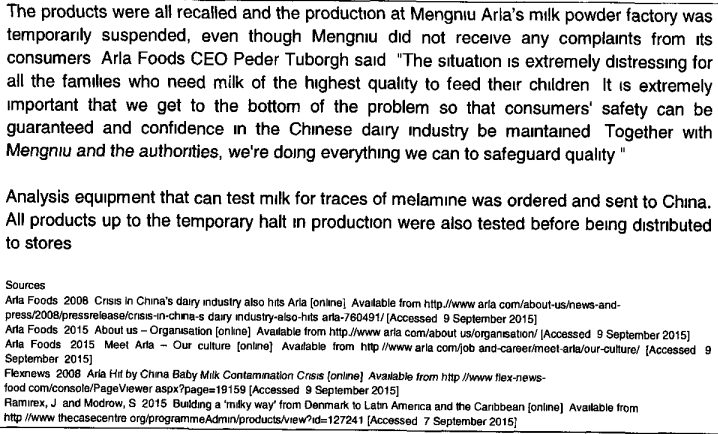 The products were all recalled and the production at Mengniu Arla's milk powder factory was
temporarily suspended, even though Mengniu did not receive any complaints from its
consumers Arla Foods CEO Peder Tuborgh said "The situation is extremely distressing for
all the families who need milk of the highest quality to feed their children It is extremely
important that we get to the bottom of the problem so that consumers' safety can be
guaranteed and confidence in the Chinese dairy industry be maintained Together with
Mengniu and the authorities, we're doing everything we can to safeguard quality "
Analysis equipment that can test milk for traces of melamine was ordered and sent to China.
All products up to the temporary halt in production were also tested before being distributed
to stores
Sources
Arla Foods 2008 Crisis in China's dairy industry also hits Arla [online] Available from http.//www arla com/about-us/news-and-
press/2008/pressrelease/crisis-in-china-s dairy industry-also-hits arla-760491/ [Accessed 9 September 2015]
Arla Foods 2015 About us – Organisation [online] Available from http./www arla com/about us/organisation/ [Accessed 9 September 2015]
Arla Foods 2015 Meet Arla – Our culture [online] Available from http //www arla com/job and-career/meet-arla/our-culture/ [Accessed 9
September 2015]
Flexnews 2008 Arla Hit by China Baby Milk Contamination Crisis [online] Available from http //www flex-news-
food com/console/PageViewer aspx?page=19159 [Accessed 9 September 2015]
Ramirex, J and Modrow, S 2015 Building a 'milky way' from Denmark to Latin America and the Caribbean [online] Available from
http //www thecasecentre org/programmeAdmin/products/view?id=127241 [Accessed 7 September 2015]